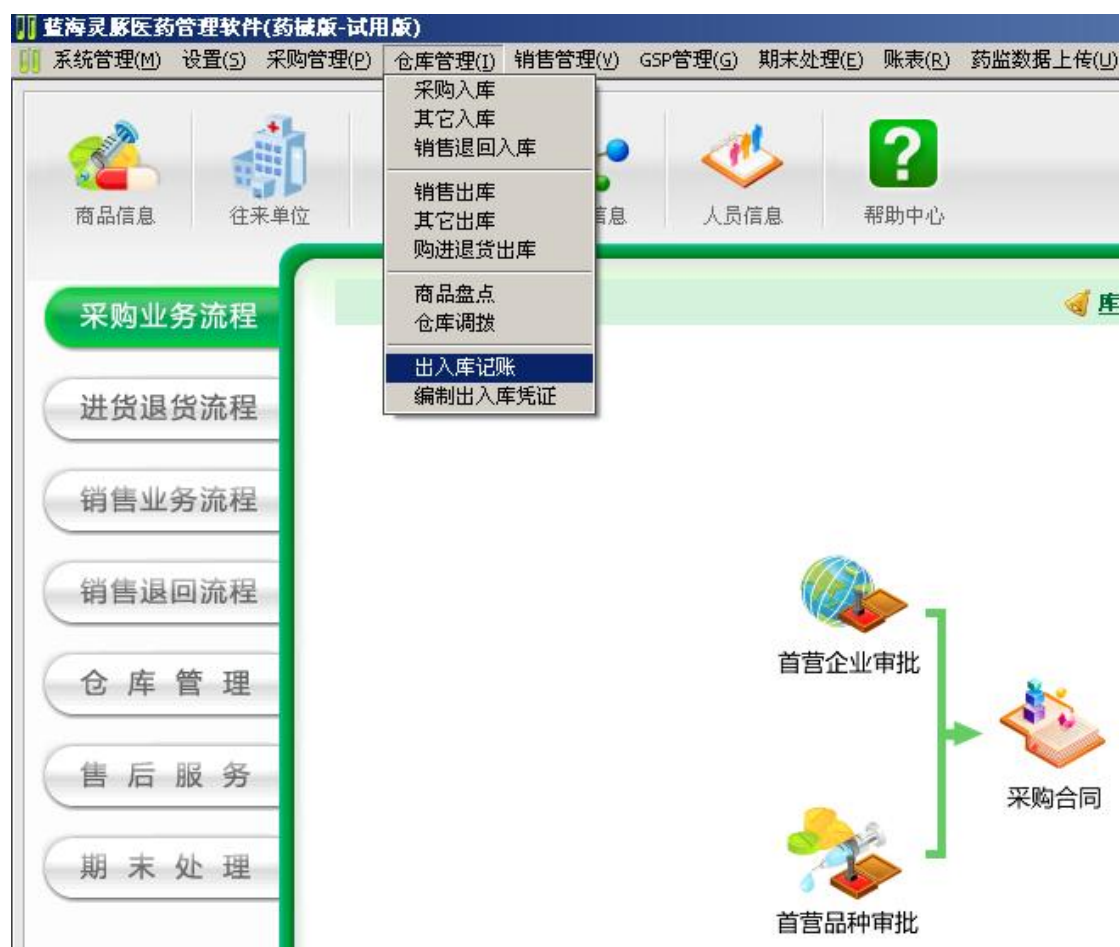 蓝海灵豚医药管理软件(药械版-试用版)
系统管理(M) 设置(S) 采购管理(P) 仓库管理(I) 销售管理(V) GSP管理(G) 期末处理(E) 账表(R) 药监数据上传(U)
采购入库
其它入库
销售退回入库
销售出库
其它出库
购进退货出库
商品盘点
仓库调拨
出入库记账
编制出入库凭证
商品信息 往来单位 信息 人员信息 帮助中心
库
采购业务流程
进货退货流程
销售业务流程
销售退回流程
仓库管理
售后服务
期末处理
首营企业审批
采购合同
首营品种审批